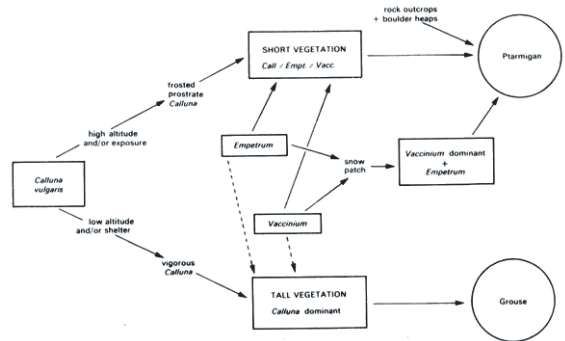 rock outcrops
+ boulder heaps
SHORT VEGETATION
Call / Empt. / Vacc.
Ptarmigan
frosted
prostrate
Calluna
high altitude
and/or exposure
Empetrum
snow
patch
Vaccinium dominant
+
Empetrum
Calluna
vulgaris
Vaccinium
low altitude
and/or shelter
vigorous
Calluna
TALL VEGETATION
Calluna dominant
Grouse